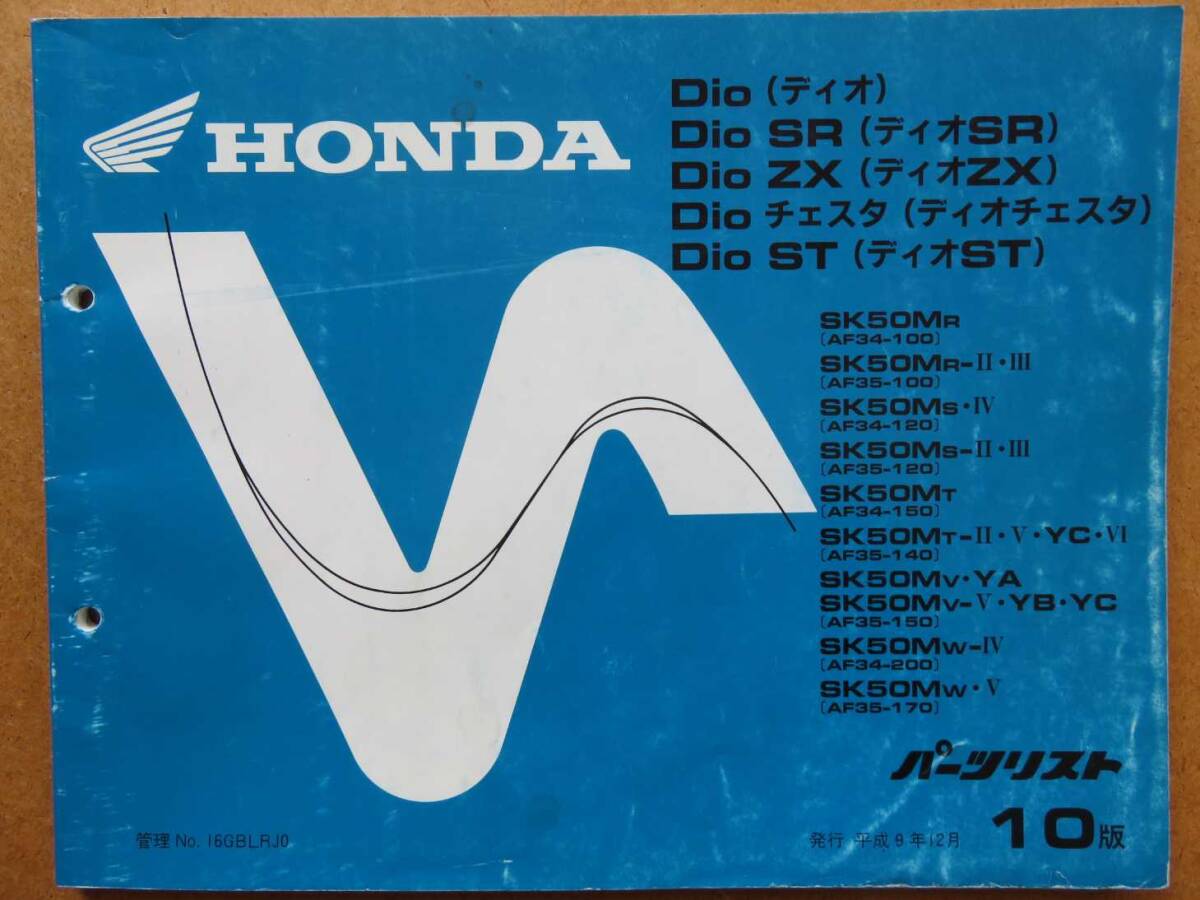 HONDA
Dio (ディオ)
Dio SR (ディオSR)
Dio ZX (ディオZX)
Dio チェスタ (ディオチェスタ)
Dio ST (ディオST)
SK50MR
[AF34-100]
SK50MR-II・III
[AF35-100]
SK50MS・IV
[AF34-120]
SK50MS-II・III
[AF35-120]
SK50MT
[AF34-150]
SK50MT-II・V・YC・VI
[AF35-140]
SK50MV・YA
SK50MV-V・YB・YC
[AF35-150]
SK50MW-IV
[AF34-200]
SK50MW・V
[AF35-170]
パーツリスト
10版
管理 No. 16GBLRJ0
発行 平成9年12月